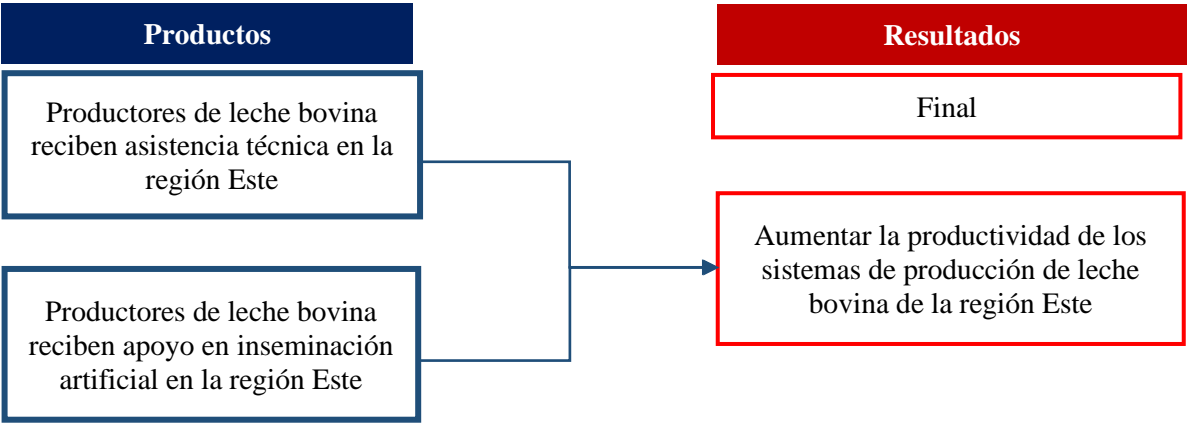 Productos
Productores de leche bovina
reciben asistencia técnica en la
región Este
Productores de leche bovina
reciben apoyo en inseminación
artificial en la región Este
Resultados
Final
Aumentar la productividad de los
sistemas de producción de leche
bovina de la región Este